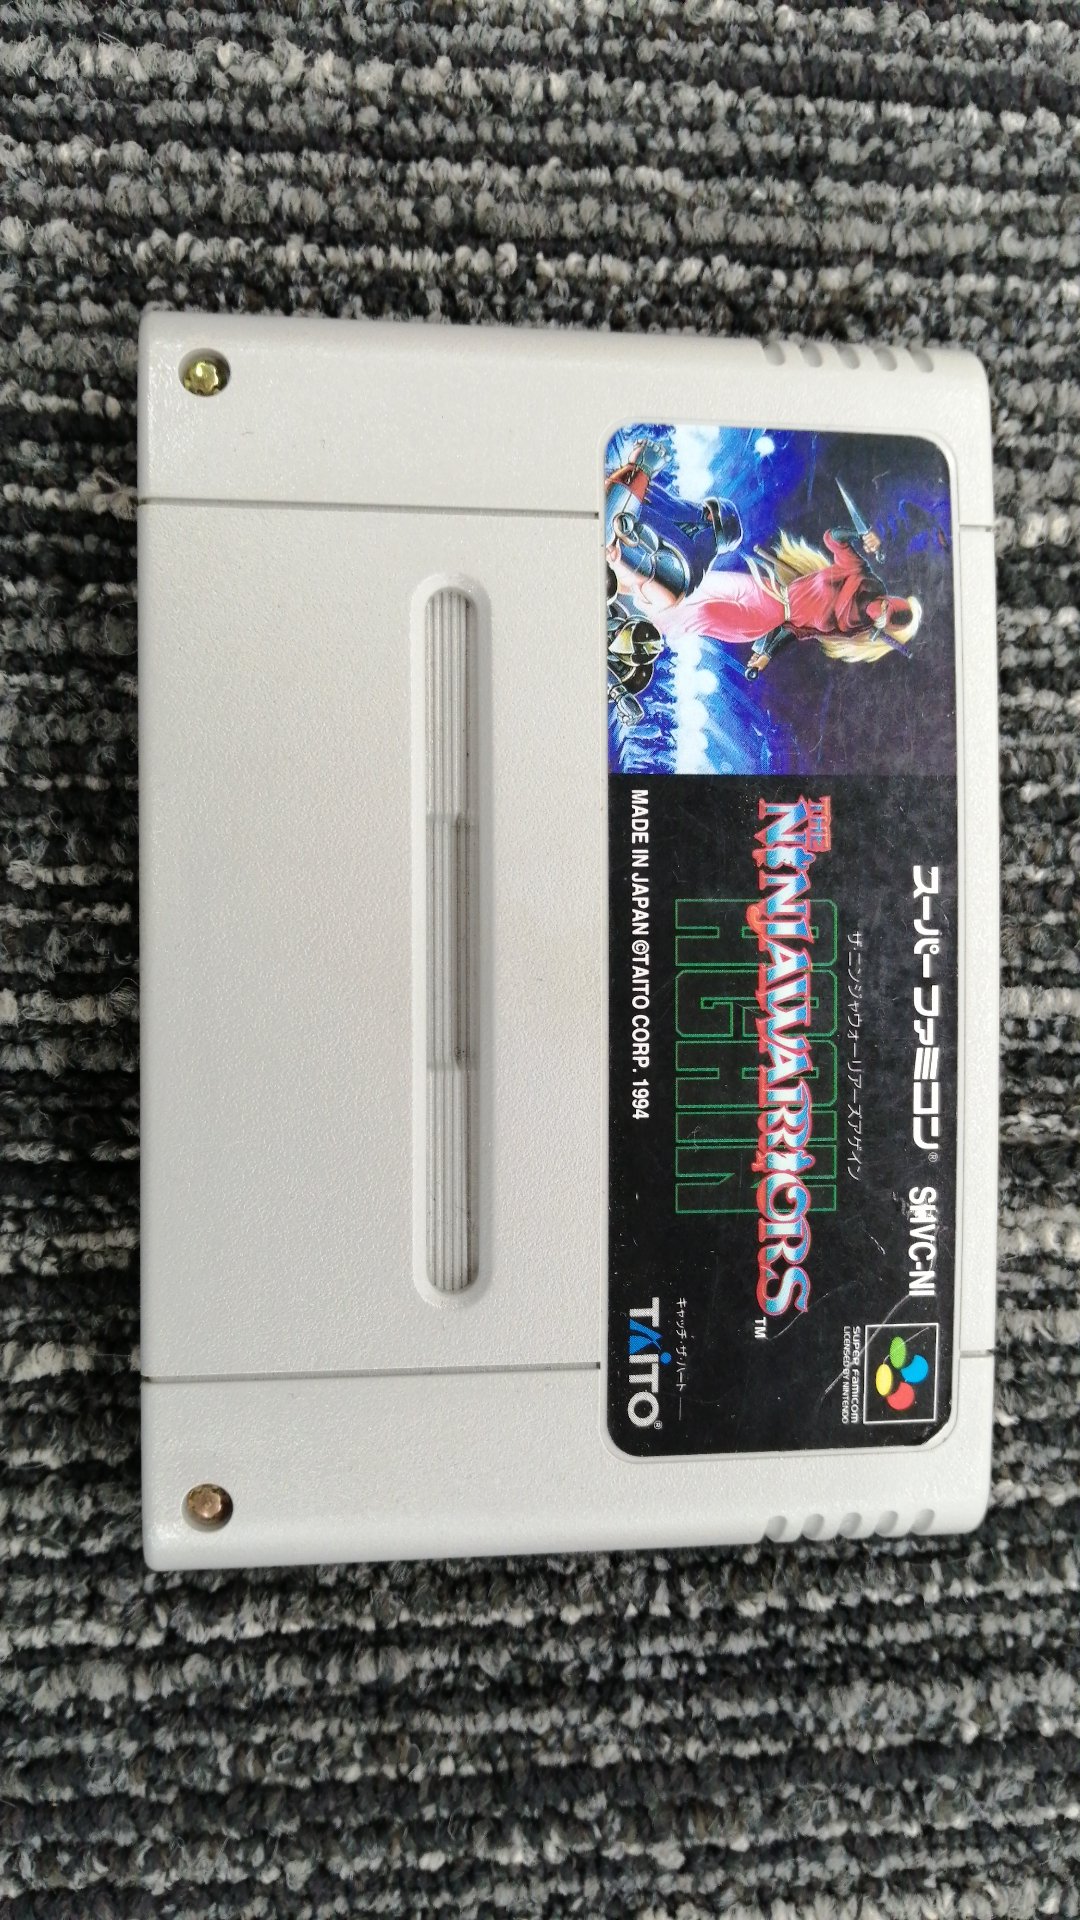 スーパーファミコン® SHVC-NI
SUPER FAMICOM
LICENSED BY NINTENDO
ザ・ニンジャウォーリアーズアゲイン
THE NINJAWARRIORS™
AGAIN
キャッチ・ザ・ハート
TAITO®
MADE IN JAPAN ©TAITO CORP. 1994